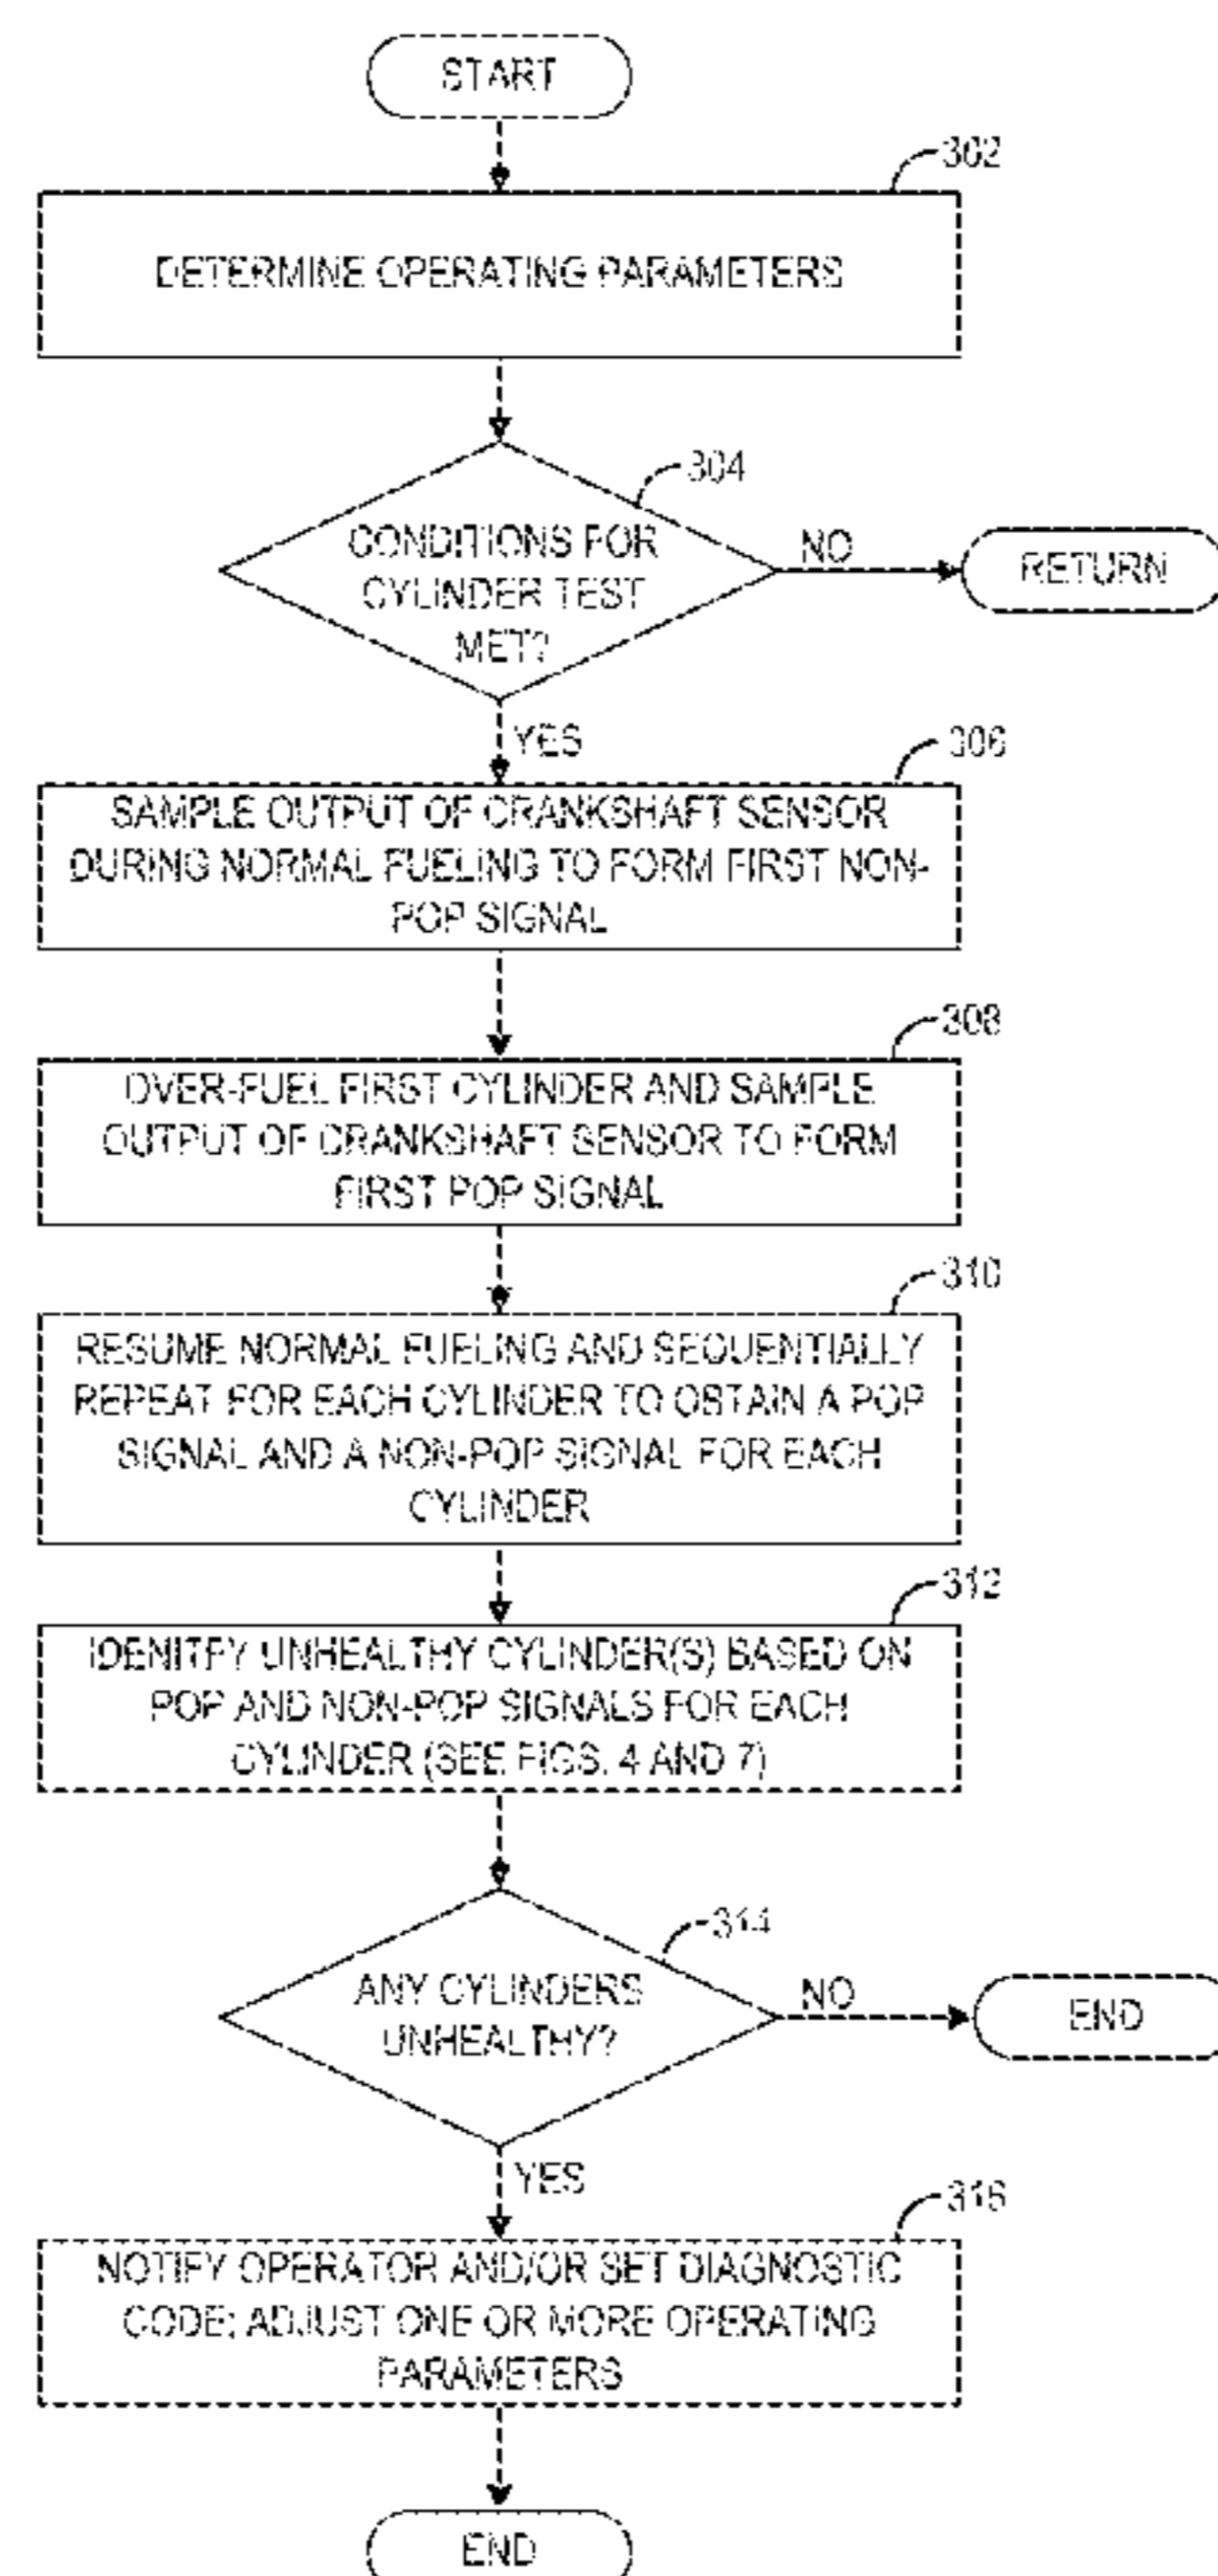 START
302
DETERMINE OPERATING PARAMETERS
304
CONDITIONS FOR
CYLINDER TEST
MET?
NO
RETURN
YES
306
SAMPLE OUTPUT OF CRANKSHAFT SENSOR
DURING NORMAL FUELING TO FORM FIRST NON-
POP SIGNAL
308
OVER-FUEL FIRST CYLINDER AND SAMPLE
OUTPUT OF CRANKSHAFT SENSOR TO FORM
FIRST POP SIGNAL
310
RESUME NORMAL FUELING AND SEQUENTIALLY
REPEAT FOR EACH CYLINDER TO OBTAIN A POP
SIGNAL AND A NON-POP SIGNAL FOR EACH
CYLINDER
312
IDENITFY UNHEALTHY CYLINDER(S) BASED ON
POP AND NON-POP SIGNALS FOR EACH
CYLINDER (SEE FIGS. 4 AND 7)
314
ANY CYLINDERS
UNHEALTHY?
NO
END
YES
316
NOTIFY OPERATOR AND/OR SET DIAGNOSTIC
CODE; ADJUST ONE OR MORE OPERATING
PARAMETERS
END